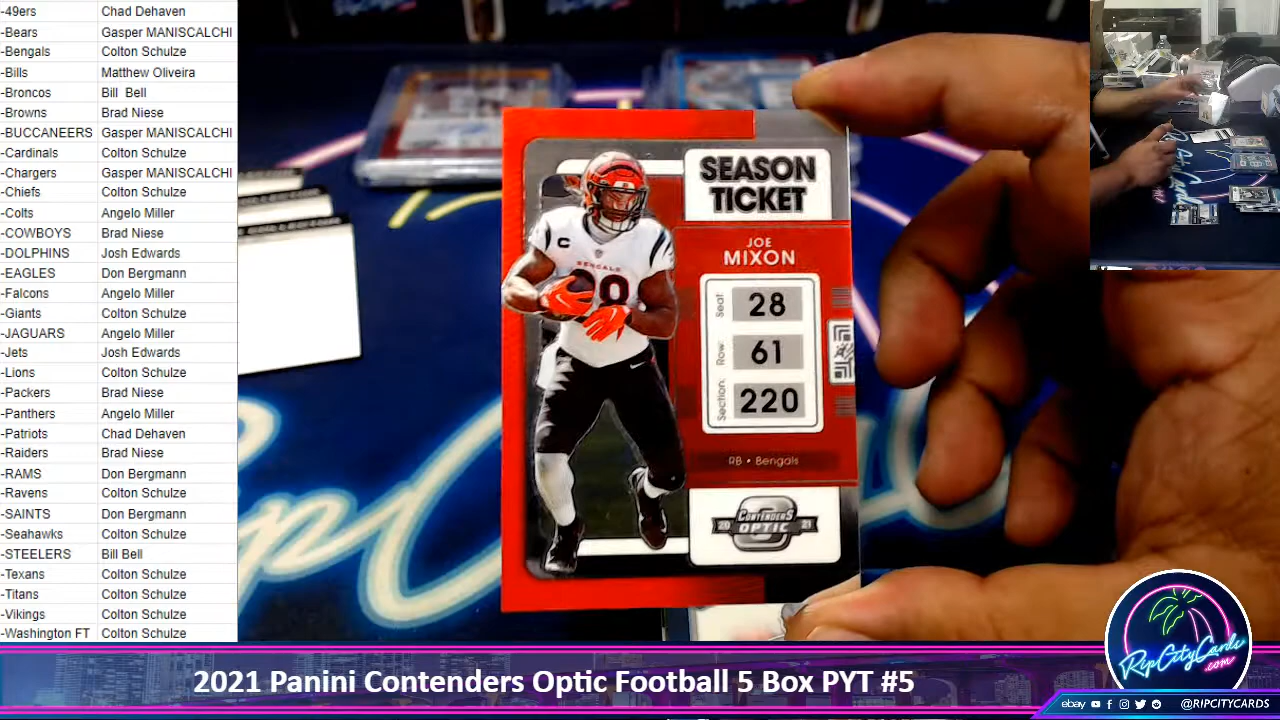 -49ers Chad Dehaven
-Bears Gasper MANISCALCHI
-Bengals Colton Schulze
-Bills Matthew Oliveira
-Broncos Bill Bell
-Browns Brad Niese
-BUCCANEERS Gasper MANISCALCHI
-Cardinals Colton Schulze
-Chargers Gasper MANISCALCHI
-Chiefs Colton Schulze
-Colts Angelo Miller
-COWBOYS Brad Niese
-DOLPHINS Josh Edwards
-EAGLES Don Bergmann
-Falcons Angelo Miller
-Giants Colton Schulze
-JAGUARS Angelo Miller
-Jets Josh Edwards
-Lions Colton Schulze
-Packers Brad Niese
-Panthers Angelo Miller
-Patriots Chad Dehaven
-Raiders Brad Niese
-RAMS Don Bergmann
-Ravens Colton Schulze
-SAINTS Don Bergmann
-Seahawks Colton Schulze
-STEELERS Bill Bell
-Texans Colton Schulze
-Titans Colton Schulze
-Vikings Colton Schulze
-Washington FT Colton Schulze
SEASON
TICKET
JOE
MIXON
Seat 28
Row 61
Section 220
RB • Bengals
20 CONTENDERS 21
OPTIC
C
BENGALS
28
RipCityCards
.com
2021 Panini Contenders Optic Football 5 Box PYT #5
ebay @RIPCITYCARDS